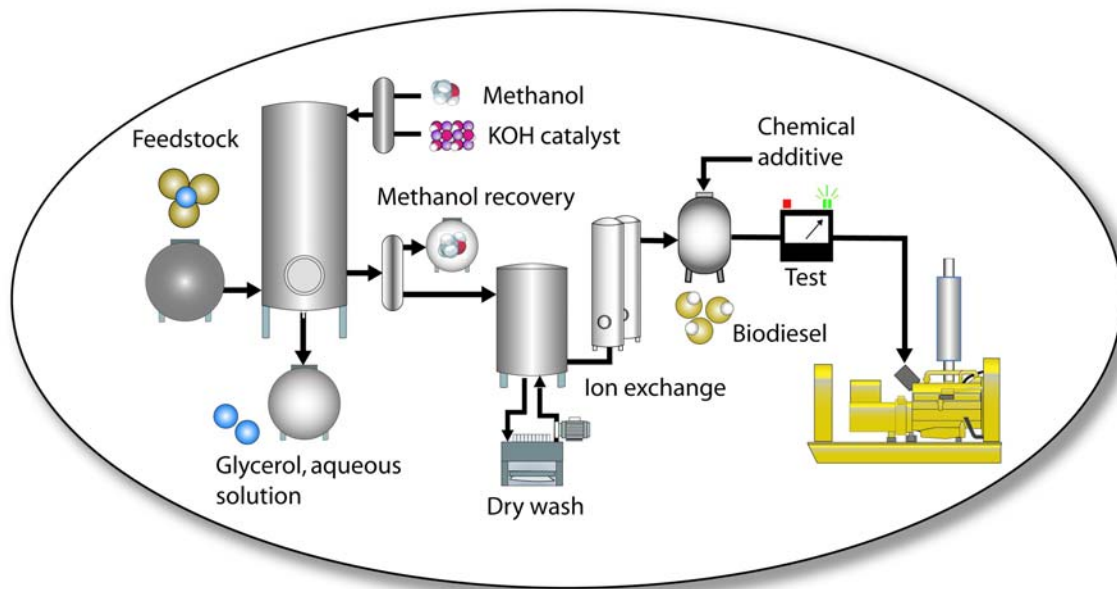 Methanol
KOH catalyst
Feedstock
Chemical
additive
Methanol recovery
Test
Biodiesel
Ion exchange
Glycerol, aqueous
solution
Dry wash